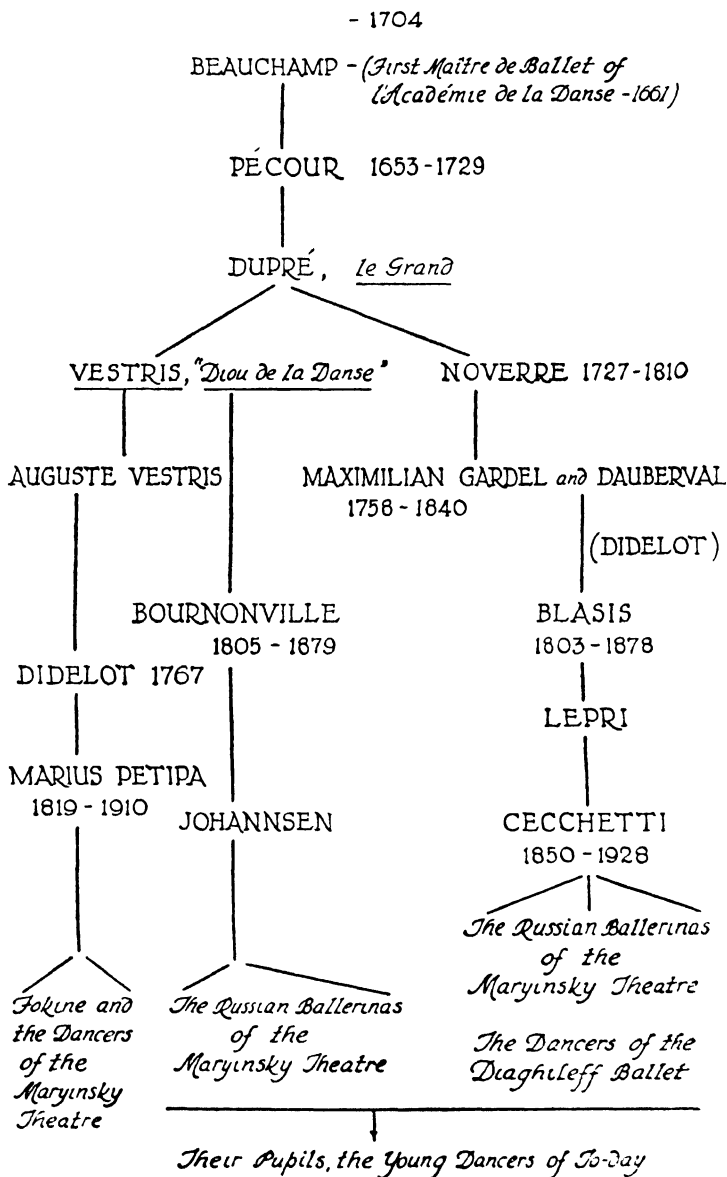 - 1704
BEAUCHAMP - (First Maître de Ballet of
l'Académie de la Danse - 1661)
PÉCOUR 1653 - 1729
DUPRÉ, le Grand
VESTRIS, "Diou de la Danse"
NOVERRE 1727 - 1810
AUGUSTE VESTRIS
MAXIMILIAN GARDEL and DAUBERVAL
1758 - 1840
(DIDELOT)
BOURNONVILLE
1805 - 1879
BLASIS
1803 - 1878
DIDELOT 1767
LEPRI
MARIUS PETIPA
1819 - 1910
JOHANNSEN
CECCHETTI
1850 - 1928
Fokine and
the Dancers
of the
Maryinsky
Theatre
The Russian Ballerinas
of the
Maryinsky Theatre
The Russian Ballerinas
of the
Maryinsky Theatre
The Dancers of the
Diaghileff Ballet
Their Pupils, the Young Dancers of To-day